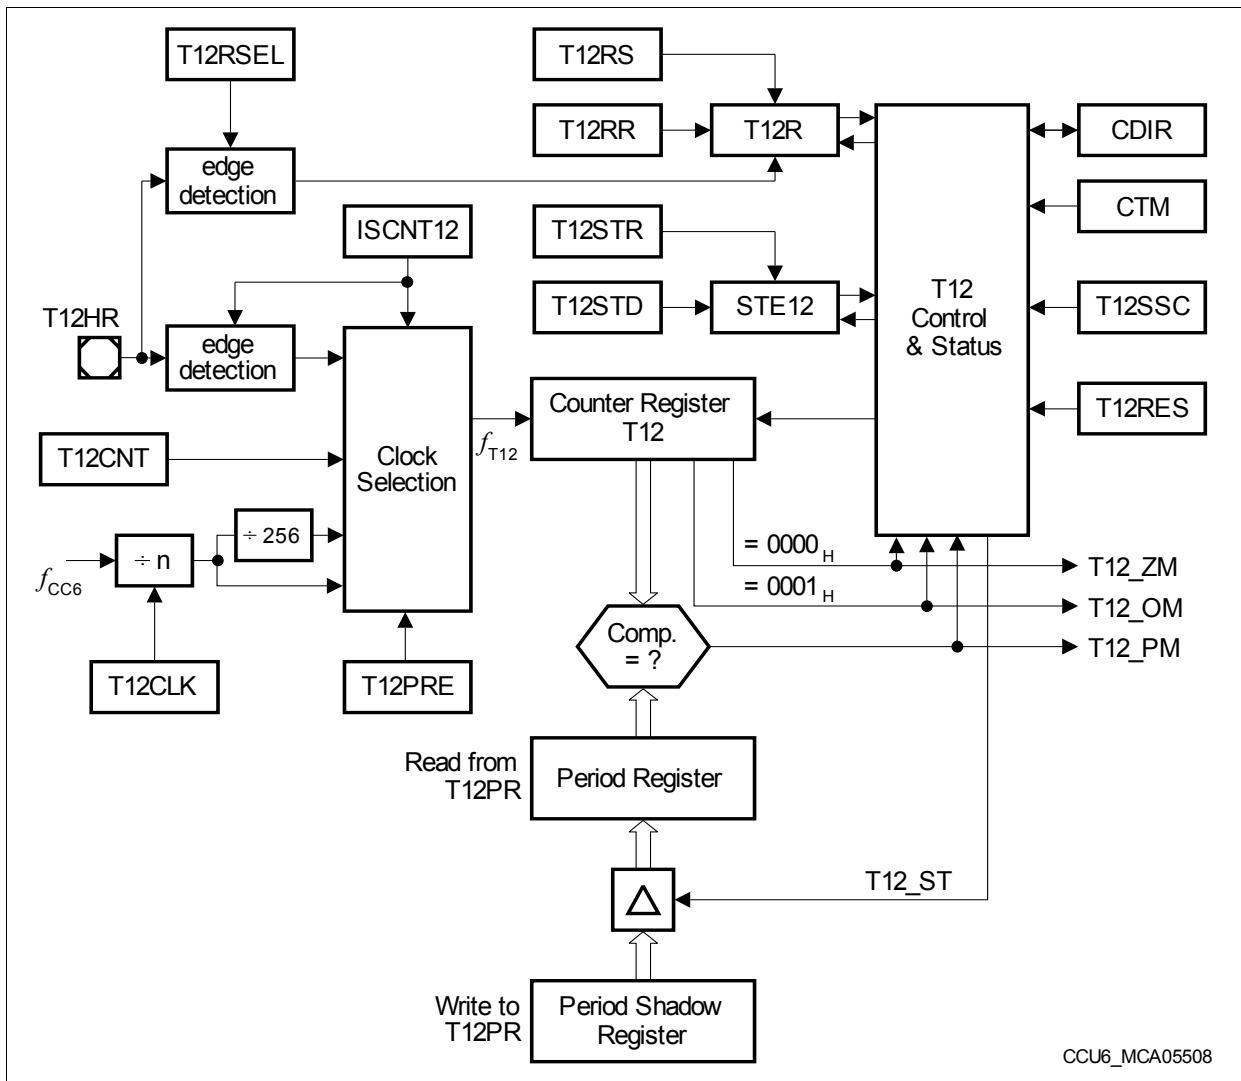 T12RSEL
T12RS
T12RR
T12R
CDIR
edge
detection
CTM
ISCNT12
T12STR
T12HR
T12STD
STE12
T12
Control
& Status
T12SSC
edge
detection
Counter Register
T12
T12RES
fT12
T12CNT
Clock
Selection
÷ 256
fCC6
÷ n
= 0000H
T12_ZM
= 0001H
T12_OM
Comp.
= ?
T12_PM
T12CLK
T12PRE
Read from
T12PR
Period Register
T12_ST
Δ
Write to
T12PR
Period Shadow
Register
CCU6_MCA05508